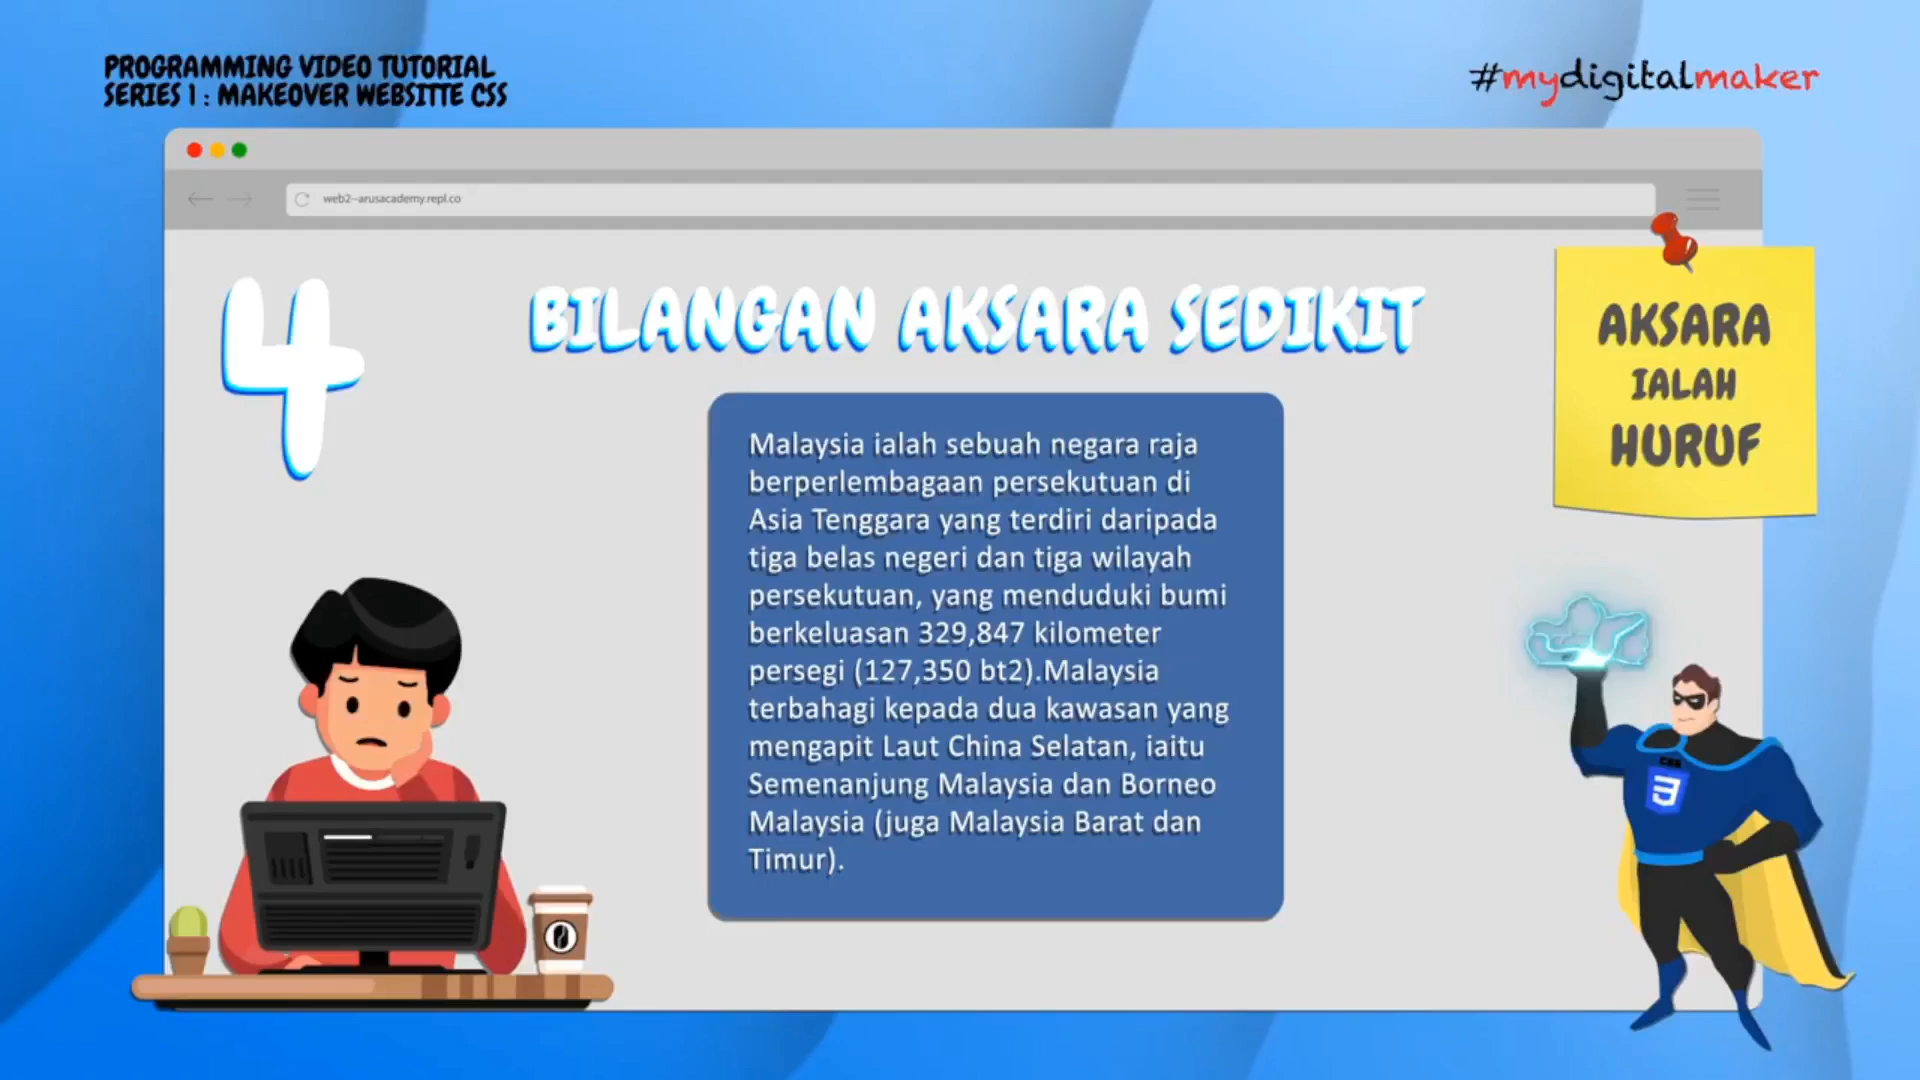 PROGRAMMING VIDEO TUTORIAL
SERIES 1 : MAKEOVER WEBSITTE CSS
#mydigitalmaker
web2--arusacademy.repl.co
4
BILANGAN AKSARA SEDIKIT
AKSARA
IALAH
HURUF
Malaysia ialah sebuah negara raja
berperlembagaan persekutuan di
Asia Tenggara yang terdiri daripada
tiga belas negeri dan tiga wilayah
persekutuan, yang menduduki bumi
berkeluasan 329,847 kilometer
persegi (127,350 bt2).Malaysia
terbahagi kepada dua kawasan yang
mengapit Laut China Selatan, iaitu
Semenanjung Malaysia dan Borneo
Malaysia (juga Malaysia Barat dan
Timur).
CSS
3